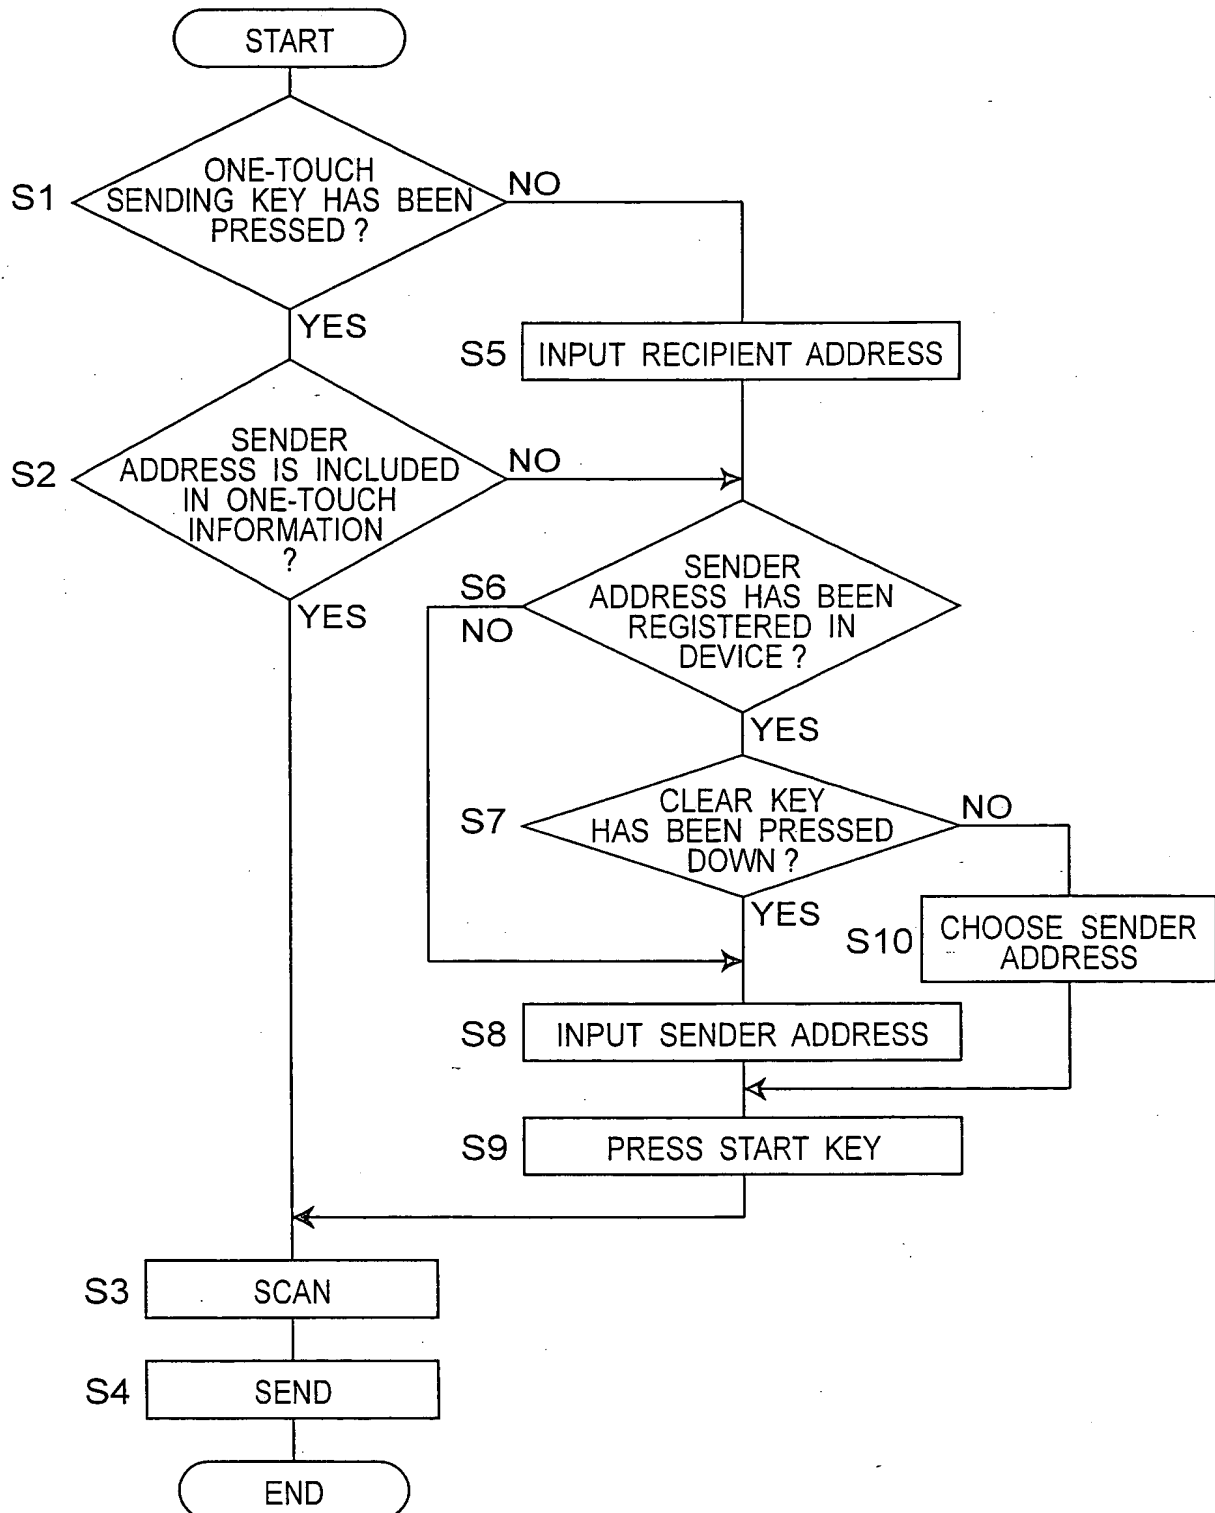 START
S1
ONE-TOUCH
SENDING KEY HAS BEEN
PRESSED ?
NO
YES
S5
INPUT RECIPIENT ADDRESS
S2
SENDER
ADDRESS IS INCLUDED
IN ONE-TOUCH
INFORMATION
?
NO
YES
S6
NO
SENDER
ADDRESS HAS BEEN
REGISTERED IN
DEVICE ?
YES
S7
CLEAR KEY
HAS BEEN PRESSED
DOWN ?
NO
YES
S10
CHOOSE SENDER
ADDRESS
S8
INPUT SENDER ADDRESS
S9
PRESS START KEY
S3
SCAN
S4
SEND
END